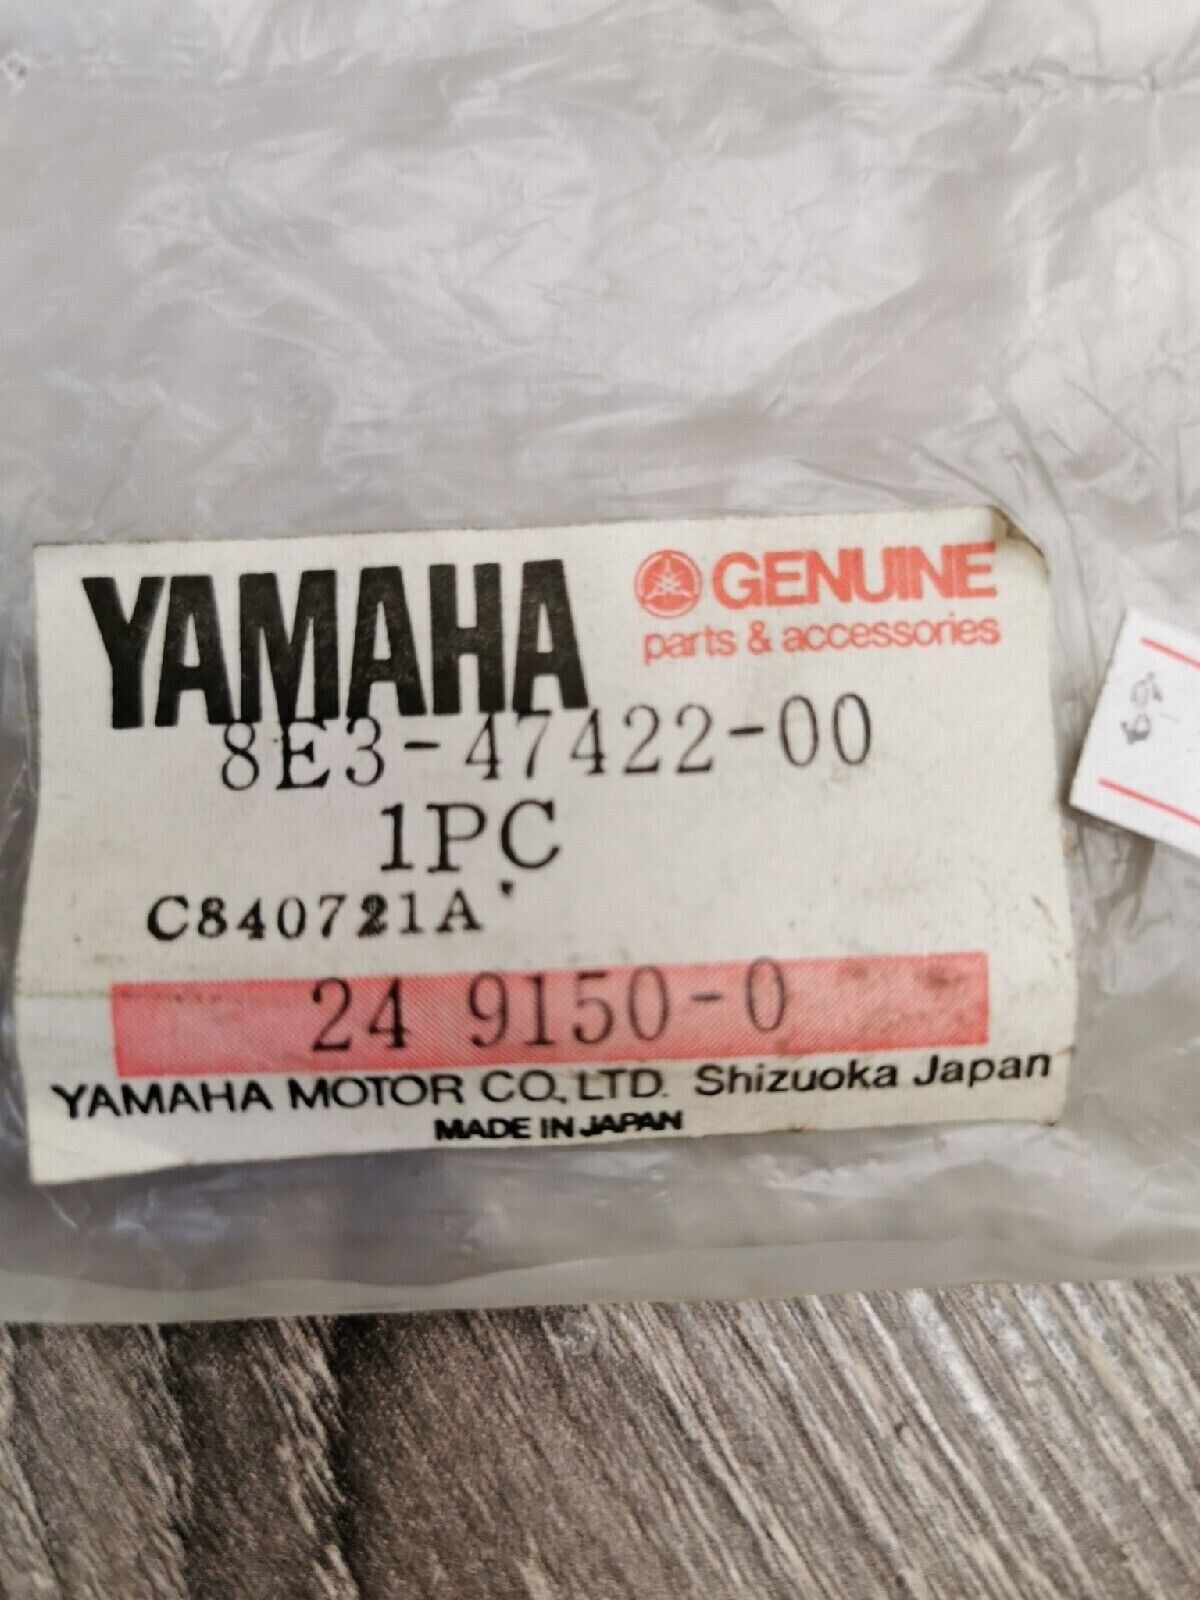 YAMAHA
GENUINE
parts & accessories
8E3-47422-00
1PC
C840721A
24 9150-0
YAMAHA MOTOR CO., LTD. Shizuoka Japan
MADE IN JAPAN